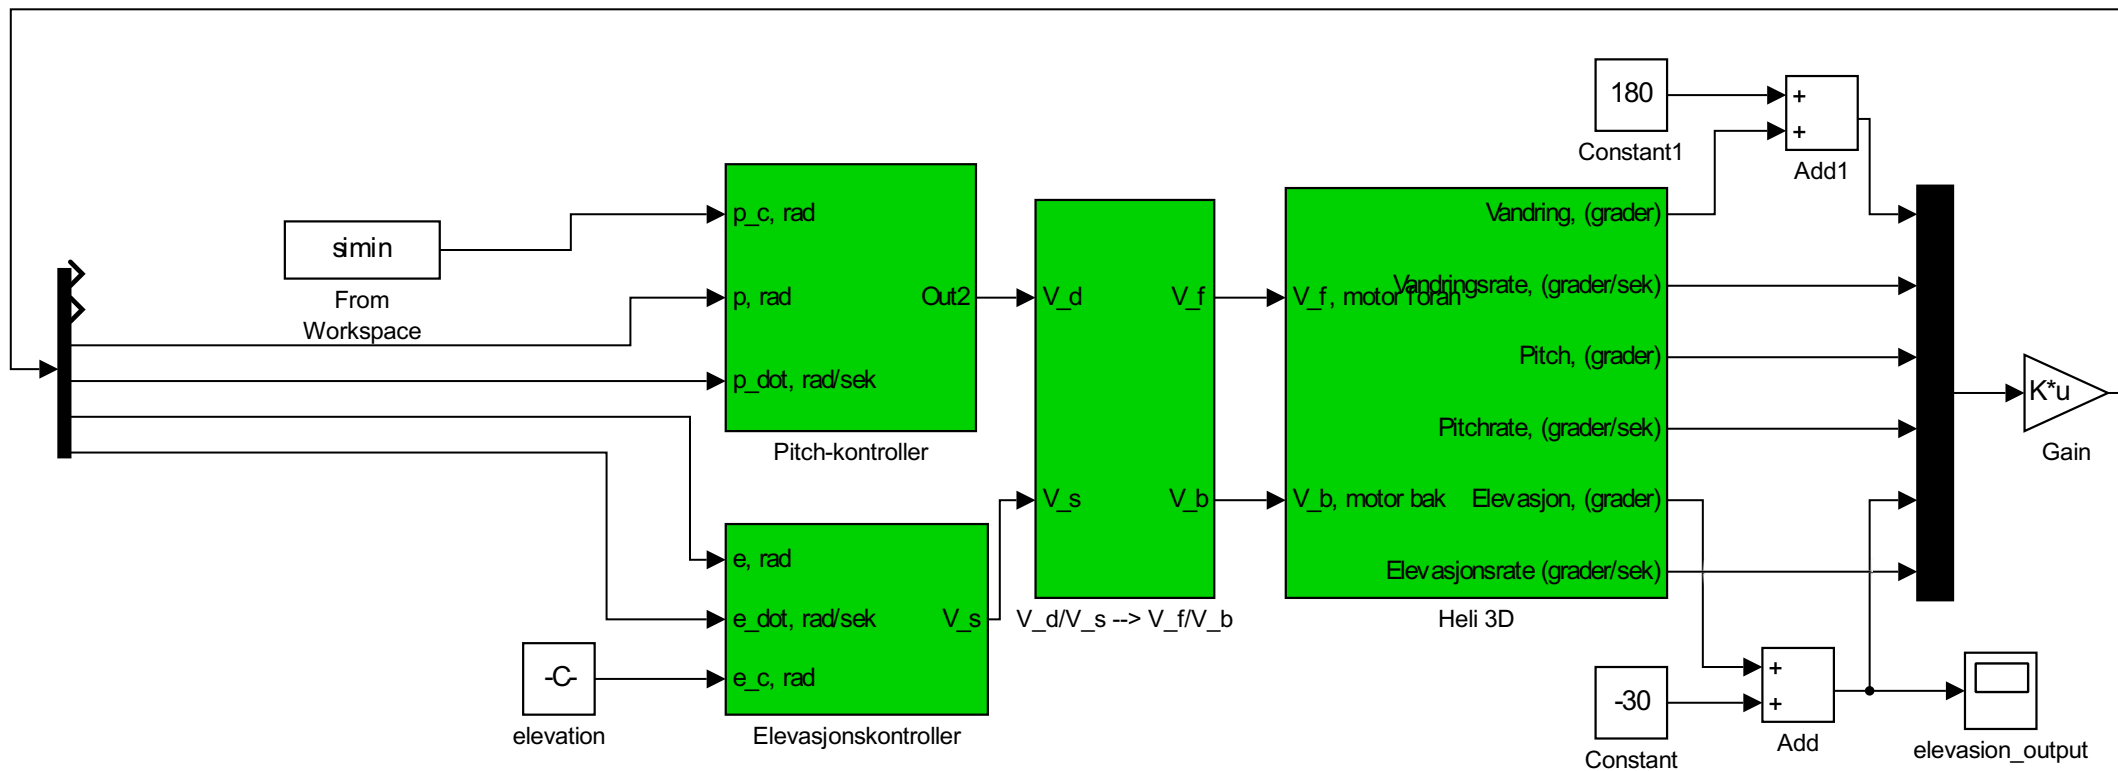 180
+
+
Constant1
Add1
simin
From
Workspace
p_c, rad
p, rad
Out2
p_dot, rad/sek
Pitch-kontroller
V_d
V_f
V_s
V_b
V_d/V_s --> V_f/V_b
Vandring, (grader)
Vandringsrate, (grader/sek)
V_f, motor foran
Pitch, (grader)
Pitchrate, (grader/sek)
V_b, motor bak
Elevasjon, (grader)
Elevasjonsrate (grader/sek)
Heli 3D
K*u
Gain
e, rad
e_dot, rad/sek
V_s
e_c, rad
Elevasjonskontroller
-C-
elevation
-30
Constant
+
+
Add
elevasion_output